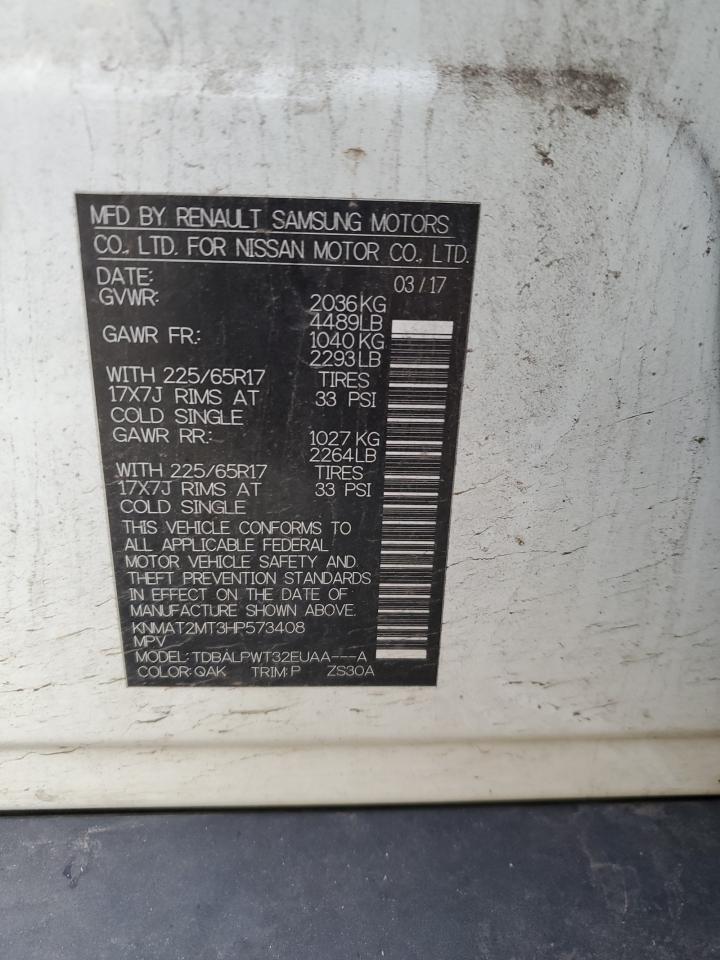 MFD BY RENAULT SAMSUNG MOTORS
CO., LTD. FOR NISSAN MOTOR CO., LTD.
DATE: 03/17
GVWR: 2036KG
4489LB
GAWR FR.: 1040KG
2293LB
WITH 225/65R17 TIRES
17X7J RIMS AT 33 PSI
COLD SINGLE
GAWR RR.: 1027 KG
2264LB
WITH 225/65R17 TIRES
17X7J RIMS AT 33 PSI
COLD SINGLE
THIS VEHICLE CONFORMS TO
ALL APPLICABLE FEDERAL
MOTOR VEHICLE SAFETY AND
THEFT PREVENTION STANDARDS
IN EFFECT ON THE DATE OF
MANUFACTURE SHOWN ABOVE.
KNMAT2MT3HP573408
MPV
MODEL: TDBALPWT32EUAA---A
COLOR: QAK TRIM: P ZS30A